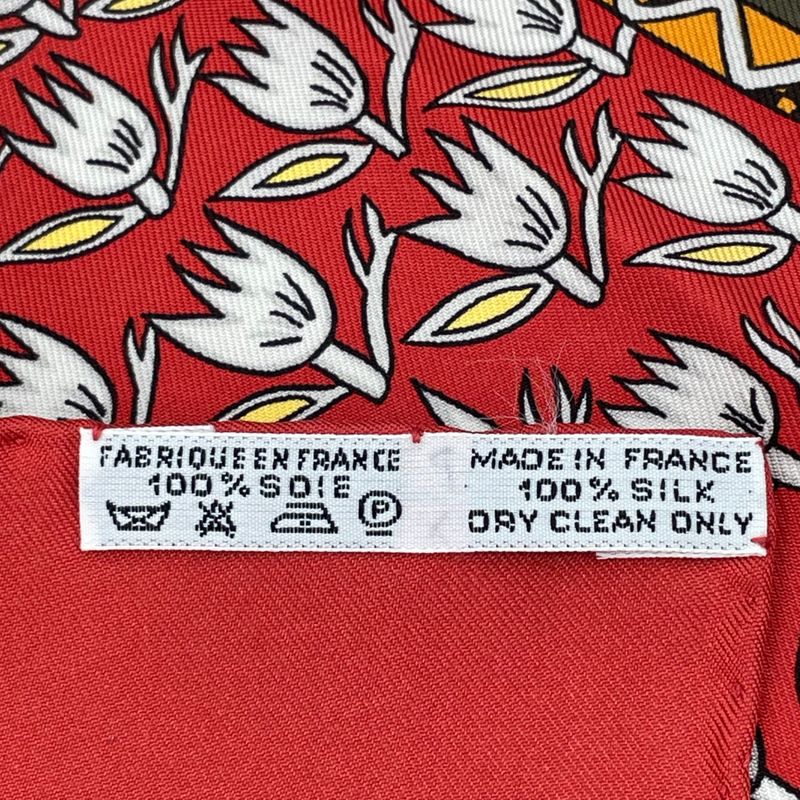 FABRIQUE EN FRANCE
100% SOIE
P
MADE IN FRANCE
100% SILK
DRY CLEAN ONLY